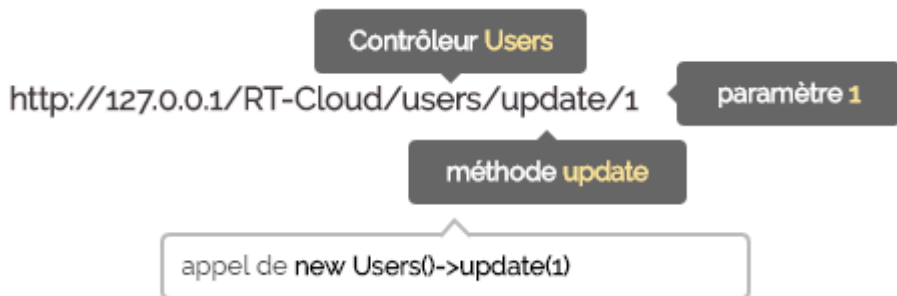 Contrôleur Users
http://127.0.0.1/RT-Cloud/users/update/1
paramètre 1
méthode update
appel de new Users()->update(1)